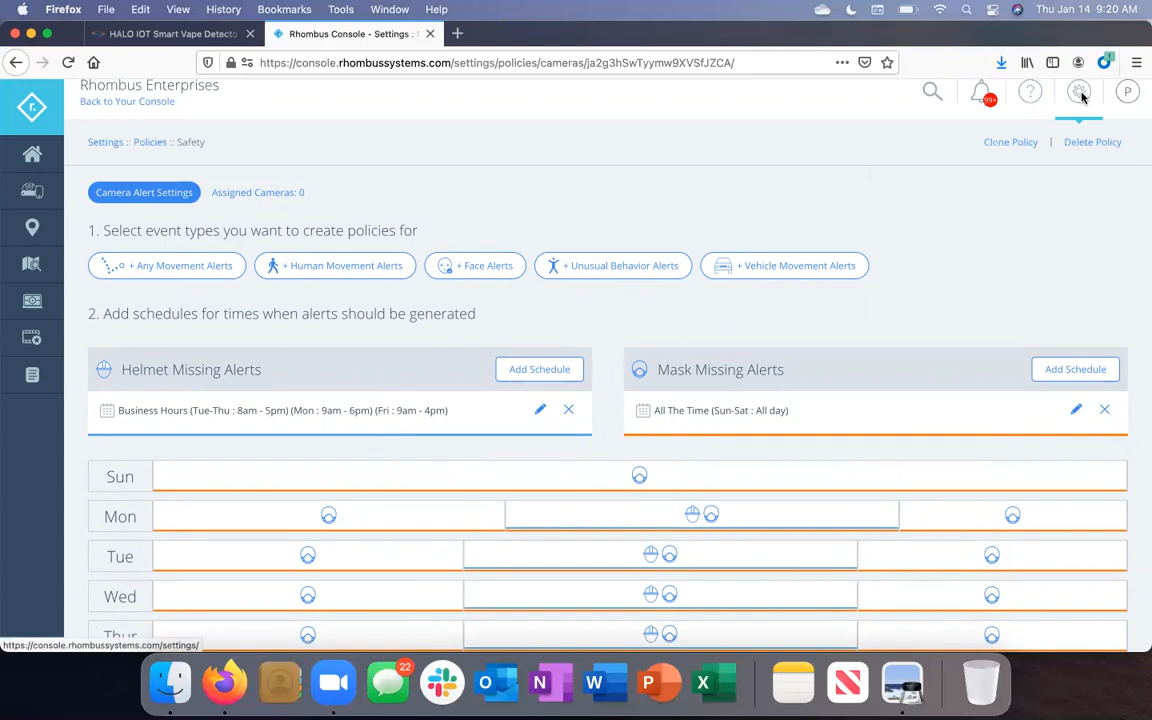 Firefox File Edit View History Bookmarks Tools Window Help Thu Jan 14 9:20 AM
HALO IOT Smart Vape Detecto
Rhombus Console - Settings :
https://console.rhombussystems.com/settings/policies/cameras/ja2g3hSwTyymw9XVSfJZCA/
r.
Rhombus Enterprises
Back to Your Console
99+
?
P
Settings :: Policies :: Safety
Clone Policy | Delete Policy
Camera Alert Settings Assigned Cameras: 0
1. Select event types you want to create policies for
+ Any Movement Alerts + Human Movement Alerts + Face Alerts + Unusual Behavior Alerts + Vehicle Movement Alerts
2. Add schedules for times when alerts should be generated
Helmet Missing Alerts Add Schedule
Business Hours (Tue-Thu : 8am - 5pm) (Mon : 9am - 6pm) (Fri : 9am - 4pm)
Mask Missing Alerts Add Schedule
All The Time (Sun-Sat : All day)
Sun
Mon
Tue
Wed
Thur
https://console.rhombussystems.com/settings/
22
N W P X